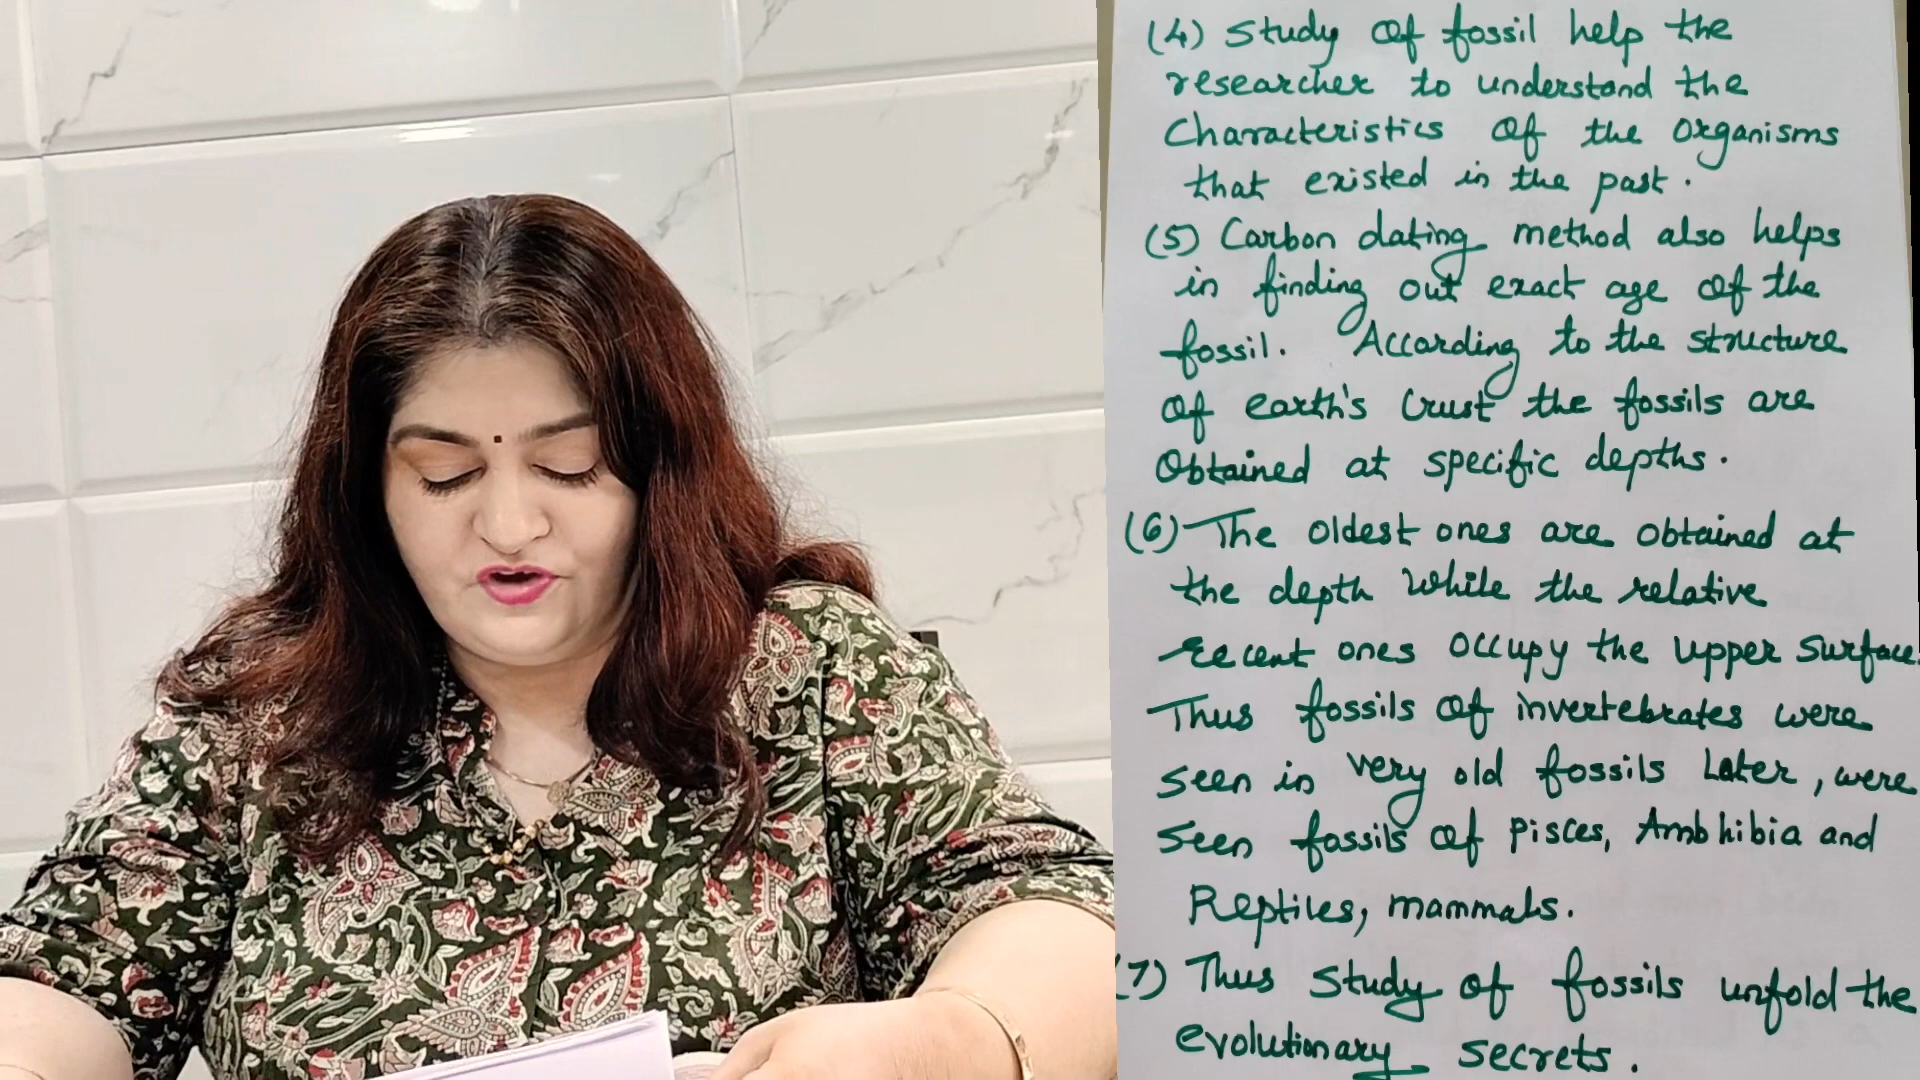 (4) Study of fossil help the
researcher to understand the
Characteristics of the organisms
that existed in the past.
(5) Carbon dating method also helps
in finding out exact age of the
fossil. According to the structure
of earth's crust the fossils are
obtained at specific depths.
(6) The oldest ones are obtained at
the depth while the relative
recent ones occupy the upper surface.
Thus fossils of invertebrates were
seen in very old fossils Later, were
seen fossils of Pisces, Ambhibia and
Reptiles, mammals.
(7) Thus study of fossils unfold the
evolutionary secrets.